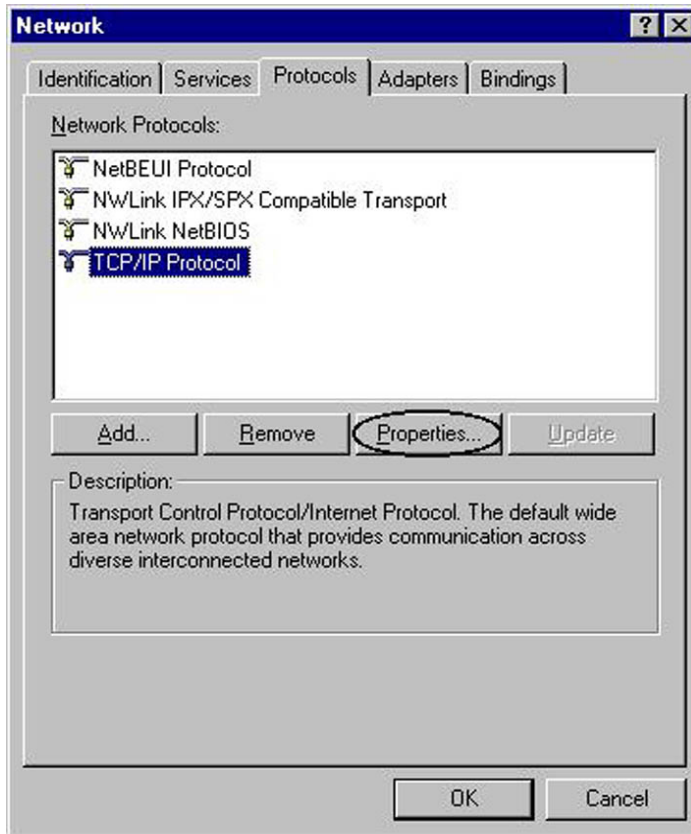 Network
Identification Services Protocols Adapters Bindings
Network Protocols:
NetBEUI Protocol
NWLink IPX/SPX Compatible Transport
NWLink NetBIOS
TCP/IP Protocol
Add... Remove Properties... Update
Description:
Transport Control Protocol/Internet Protocol. The default wide
area network protocol that provides communication across
diverse interconnected networks.
OK Cancel